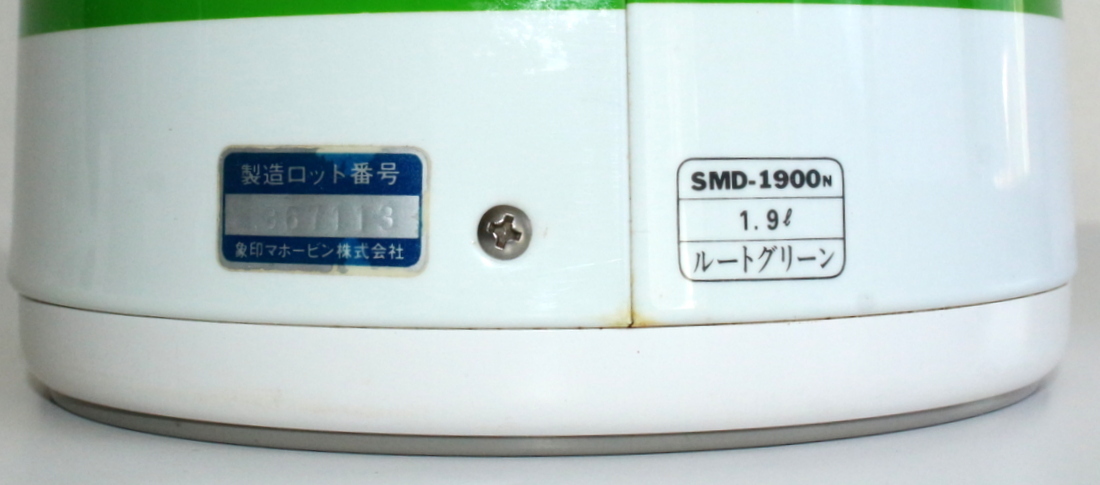 製造ロット番号
367113
象印マホービン株式会社
SMD-1900N
1.9ℓ
ルートグリーン